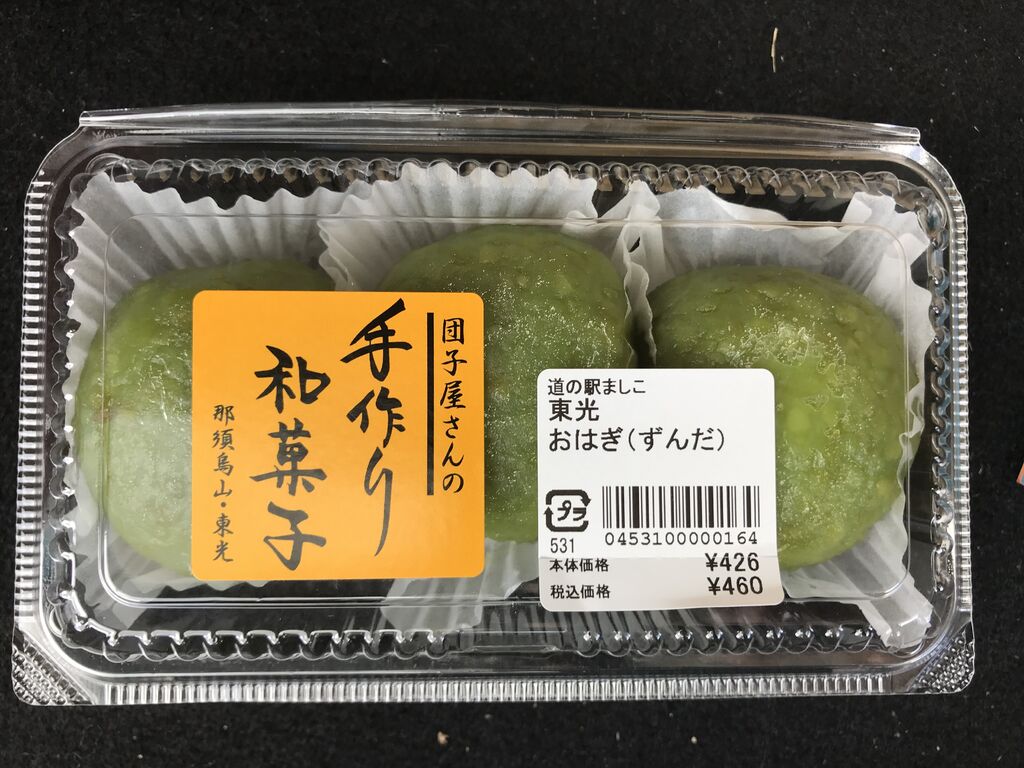 団子屋さんの
手作り
和菓子
那須烏山・東光
道の駅ましこ
東光
おはぎ(ずんだ)
プラ
0453100000164
531
本体価格 ¥426
税込価格 ¥460